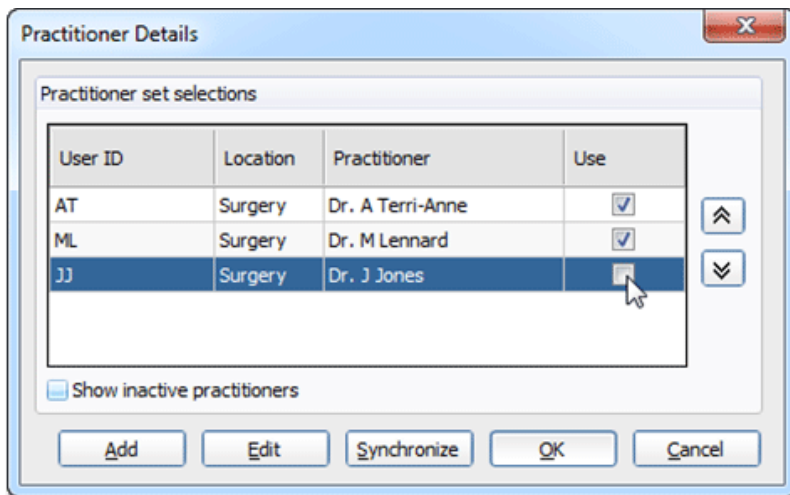 Practitioner Details
Practitioner set selections
User ID Location Practitioner Use
AT Surgery Dr. A Terri-Anne
ML Surgery Dr. M Lennard
JJ Surgery Dr. J Jones
Show inactive practitioners
Add Edit Synchronize OK Cancel